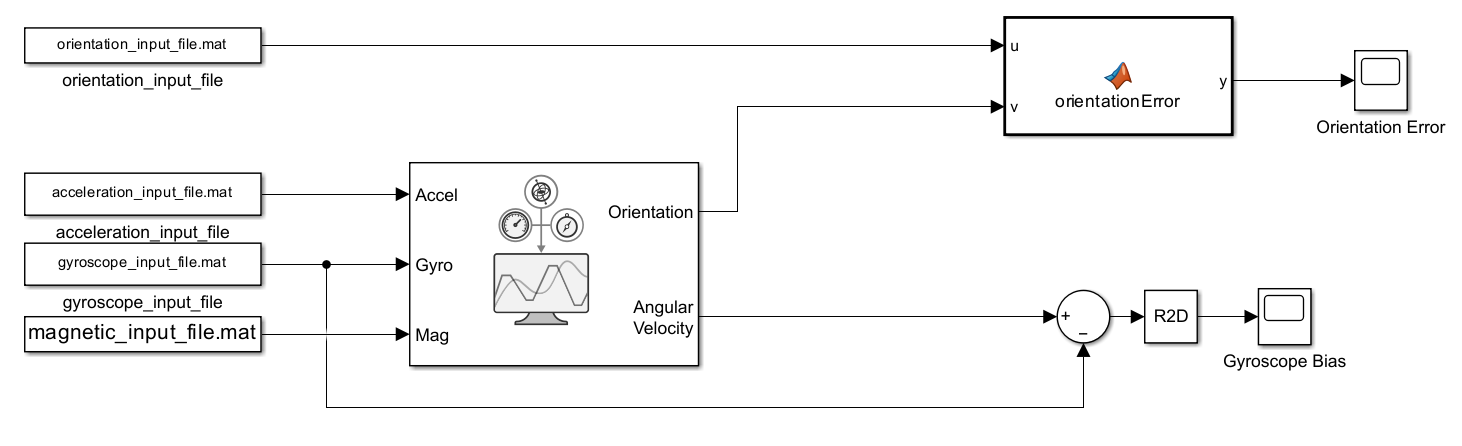 orientation_input_file.mat
orientation_input_file
u
v
orientationError
y
Orientation Error
acceleration_input_file.mat
acceleration_input_file
gyroscope_input_file.mat
gyroscope_input_file
magnetic_input_file.mat
Accel
Gyro
Mag
Orientation
Angular
Velocity
+
−
R2D
Gyroscope Bias